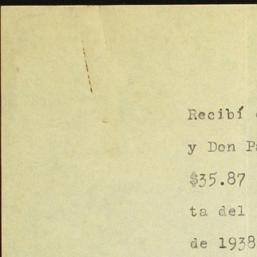 Recibí
y Don
$35.87
ta del
de 1938